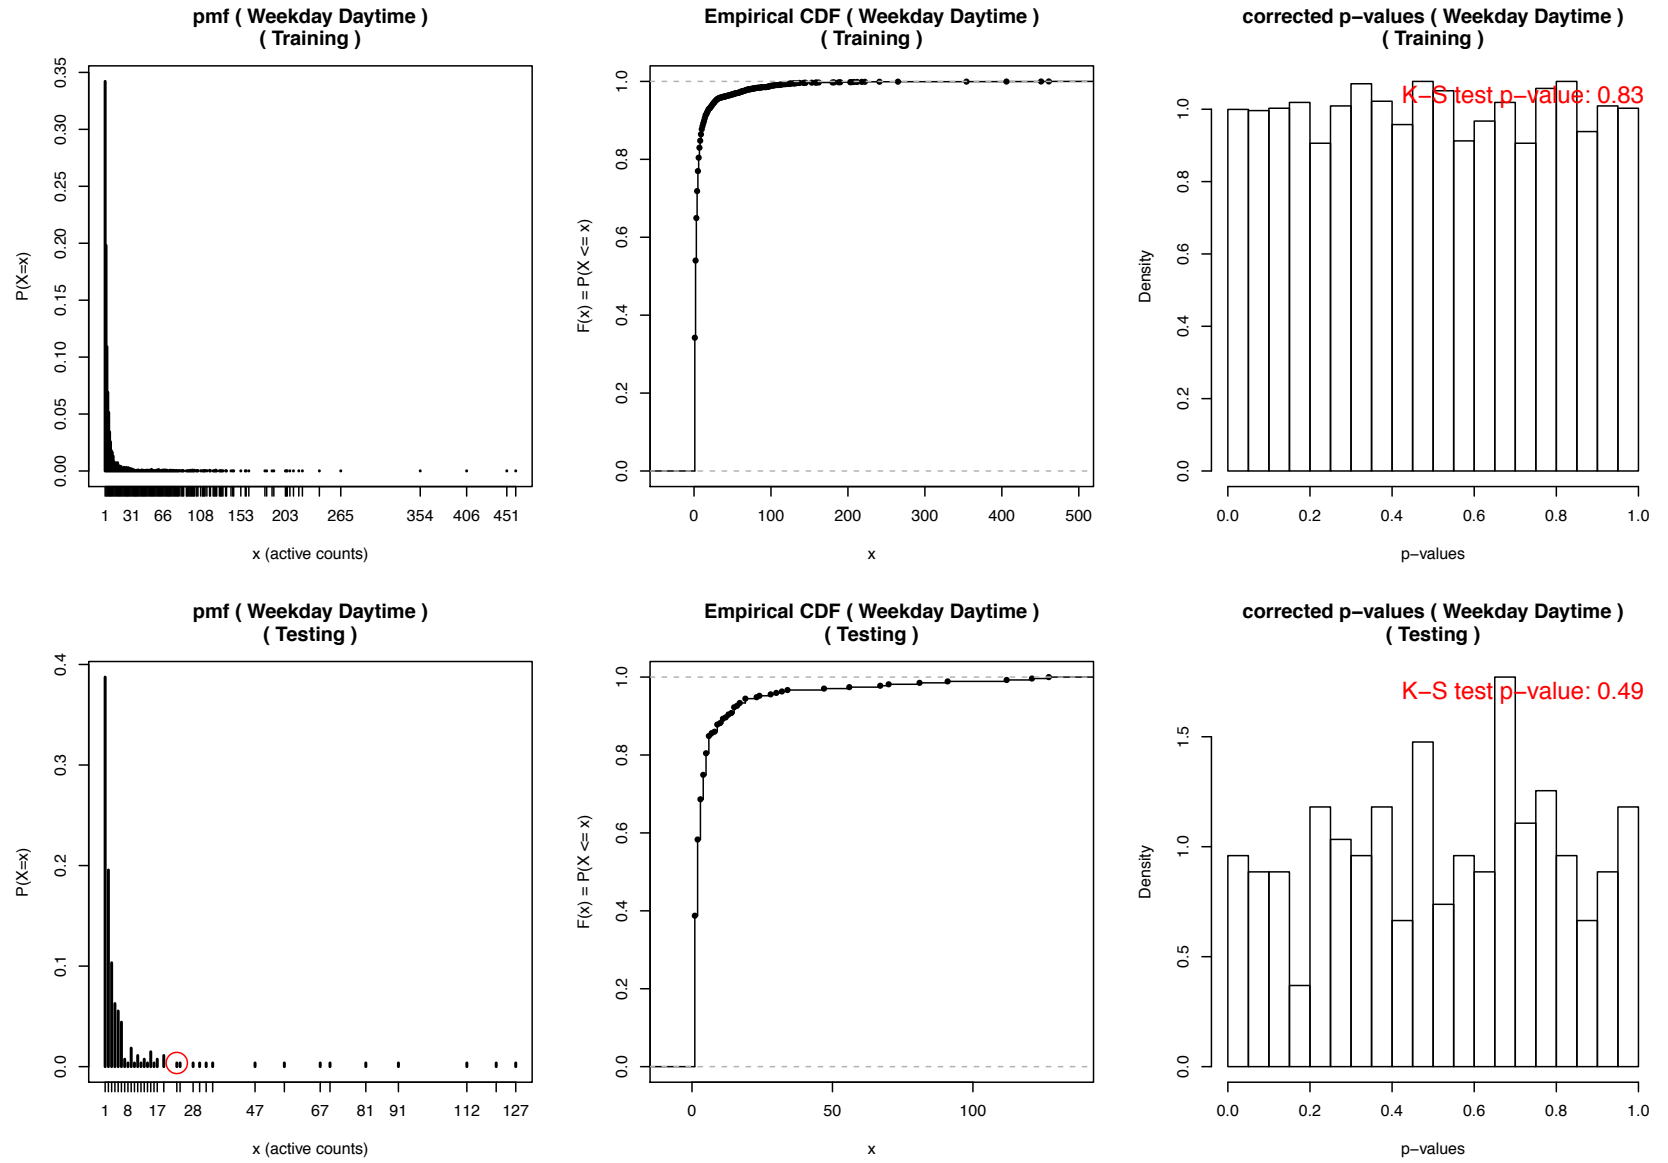 pmf ( Weekday Daytime )
( Training )
P(X=x)
0.35
0.30
0.25
0.20
0.15
0.10
0.05
0.00
1 31 66 108 153 203 265 354 406 451
x (active counts)
Empirical CDF ( Weekday Daytime )
( Training )
F(x) = P(X <= x)
1.0
0.8
0.6
0.4
0.2
0.0
0 100 200 300 400 500
x
corrected p−values ( Weekday Daytime )
( Training )
K−S test p−value: 0.83
Density
1.0
0.8
0.6
0.4
0.2
0.0
0.0 0.2 0.4 0.6 0.8 1.0
p−values
pmf ( Weekday Daytime )
( Testing )
P(X=x)
0.4
0.3
0.2
0.1
0.0
1 8 17 28 47 67 81 91 112 127
x (active counts)
Empirical CDF ( Weekday Daytime )
( Testing )
F(x) = P(X <= x)
1.0
0.8
0.6
0.4
0.2
0.0
0 50 100
x
corrected p−values ( Weekday Daytime )
( Testing )
K−S test p−value: 0.49
Density
1.5
1.0
0.5
0.0
0.0 0.2 0.4 0.6 0.8 1.0
p−values